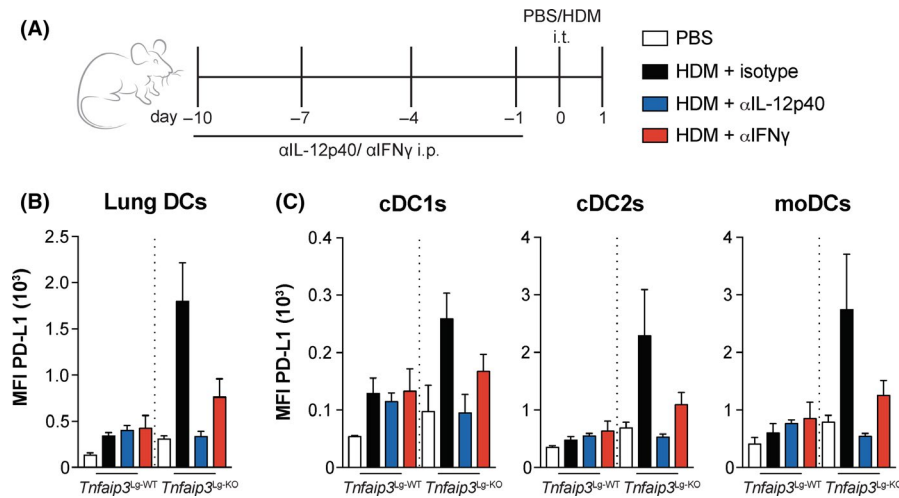 (A)
PBS/HDM
i.t.
day –10 –7 –4 –1 0 1
αIL-12p40/ αIFNγ i.p.
PBS
HDM + isotype
HDM + αIL-12p40
HDM + αIFNγ
(B)
Lung DCs
MFI PD-L1 (10³)
2.5
2.0
1.5
1.0
0.5
0
Tnfaip3ᴸᵍ⁻ᵂᵀ Tnfaip3ᴸᵍ⁻ᴷᴼ
(C)
cDC1s
MFI PD-L1 (10³)
0.4
0.3
0.2
0.1
0
Tnfaip3ᴸᵍ⁻ᵂᵀ Tnfaip3ᴸᵍ⁻ᴷᴼ
cDC2s
4
3
2
1
0
Tnfaip3ᴸᵍ⁻ᵂᵀ Tnfaip3ᴸᵍ⁻ᴷᴼ
moDCs
4
3
2
1
0
Tnfaip3ᴸᵍ⁻ᵂᵀ Tnfaip3ᴸᵍ⁻ᴷᴼ